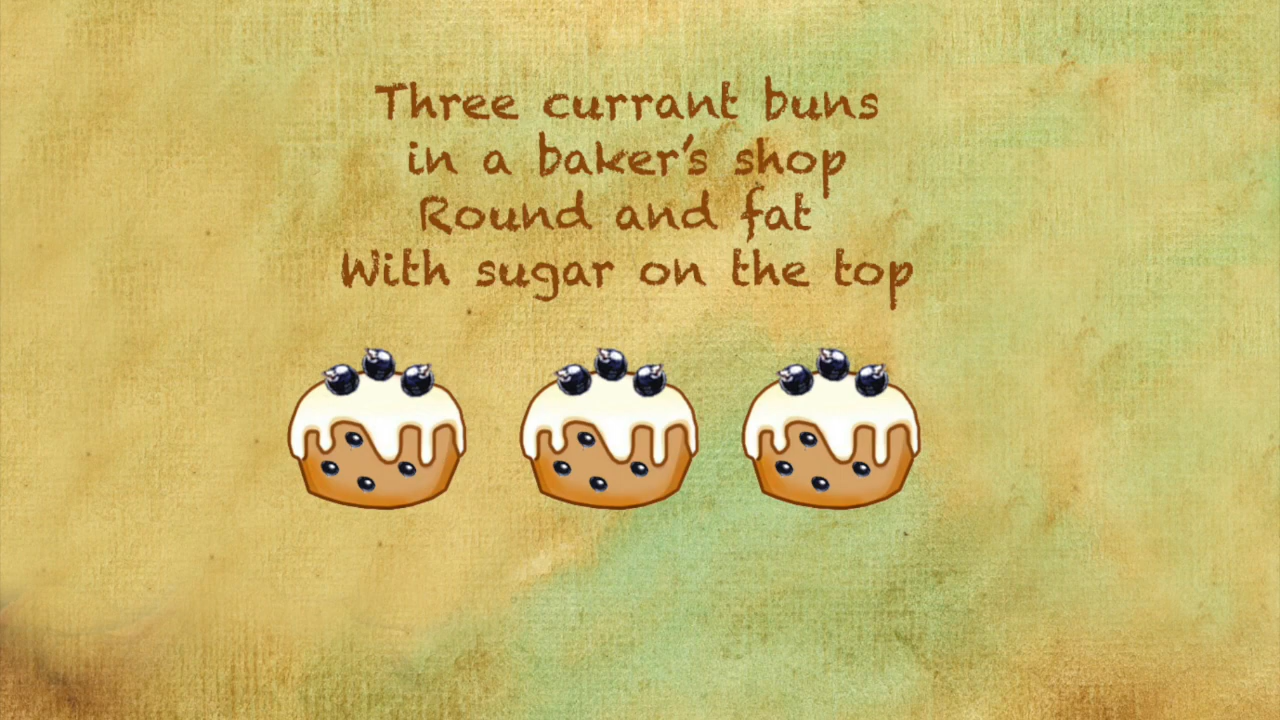 Three currant buns
in a baker's shop
Round and fat
With sugar on the top